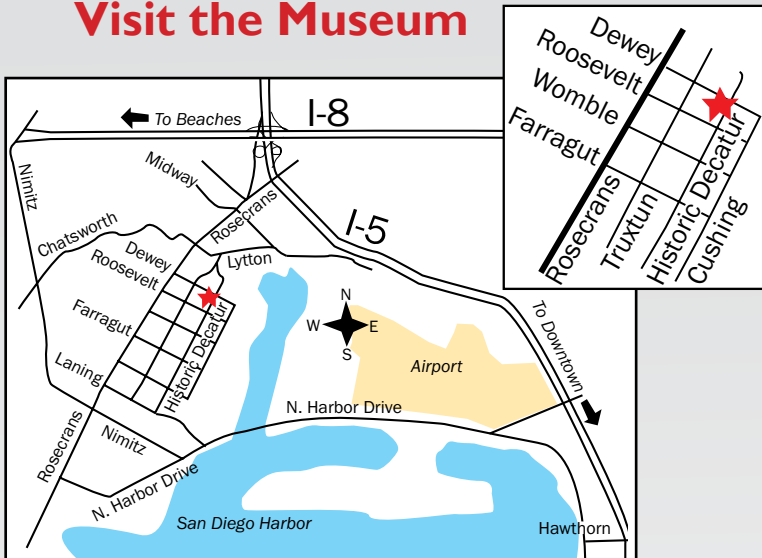 Visit the Museum
Dewey
Roosevelt
Womble
Farragut
Rosecrans
Truxtun
Historic Decatur
Cushing
To Beaches
I-8
Nimitz
Midway
Rosecrans
I-5
Chatsworth
Lytton
Dewey
Roosevelt
Farragut
Laning
Historic Decatur
N
W
E
S
Airport
To Downtown
N. Harbor Drive
Rosecrans
Nimitz
N. Harbor Drive
San Diego Harbor
Hawthorn